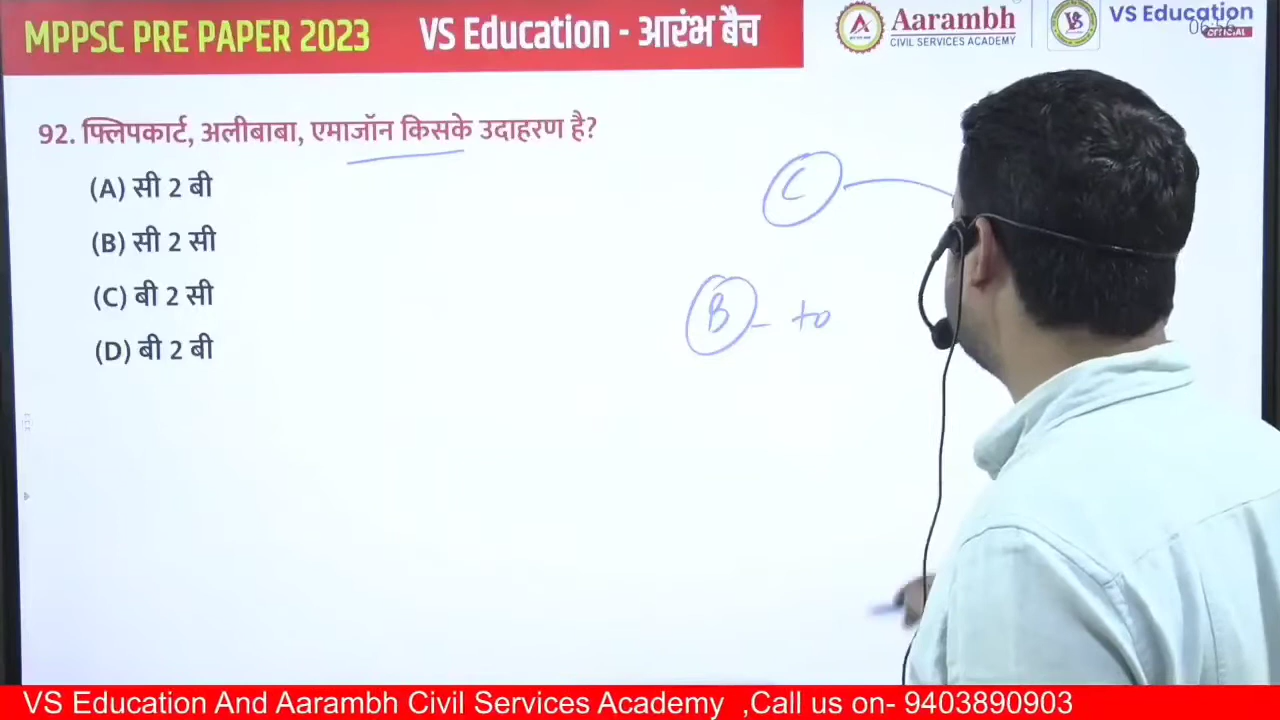 MPPSC PRE PAPER 2023 VS Education - आरंभ बैच
Aarambh
CIVIL SERVICES ACADEMY
VS Education
OFFICIAL
92. फ्लिपकार्ट, अलीबाबा, एमाजॉन किसके उदाहरण है?
(A) सी 2 बी
(B) सी 2 सी
(C) बी 2 सी
(D) बी 2 बी
C
B - to
VS Education And Aarambh Civil Services Academy ,Call us on- 9403890903